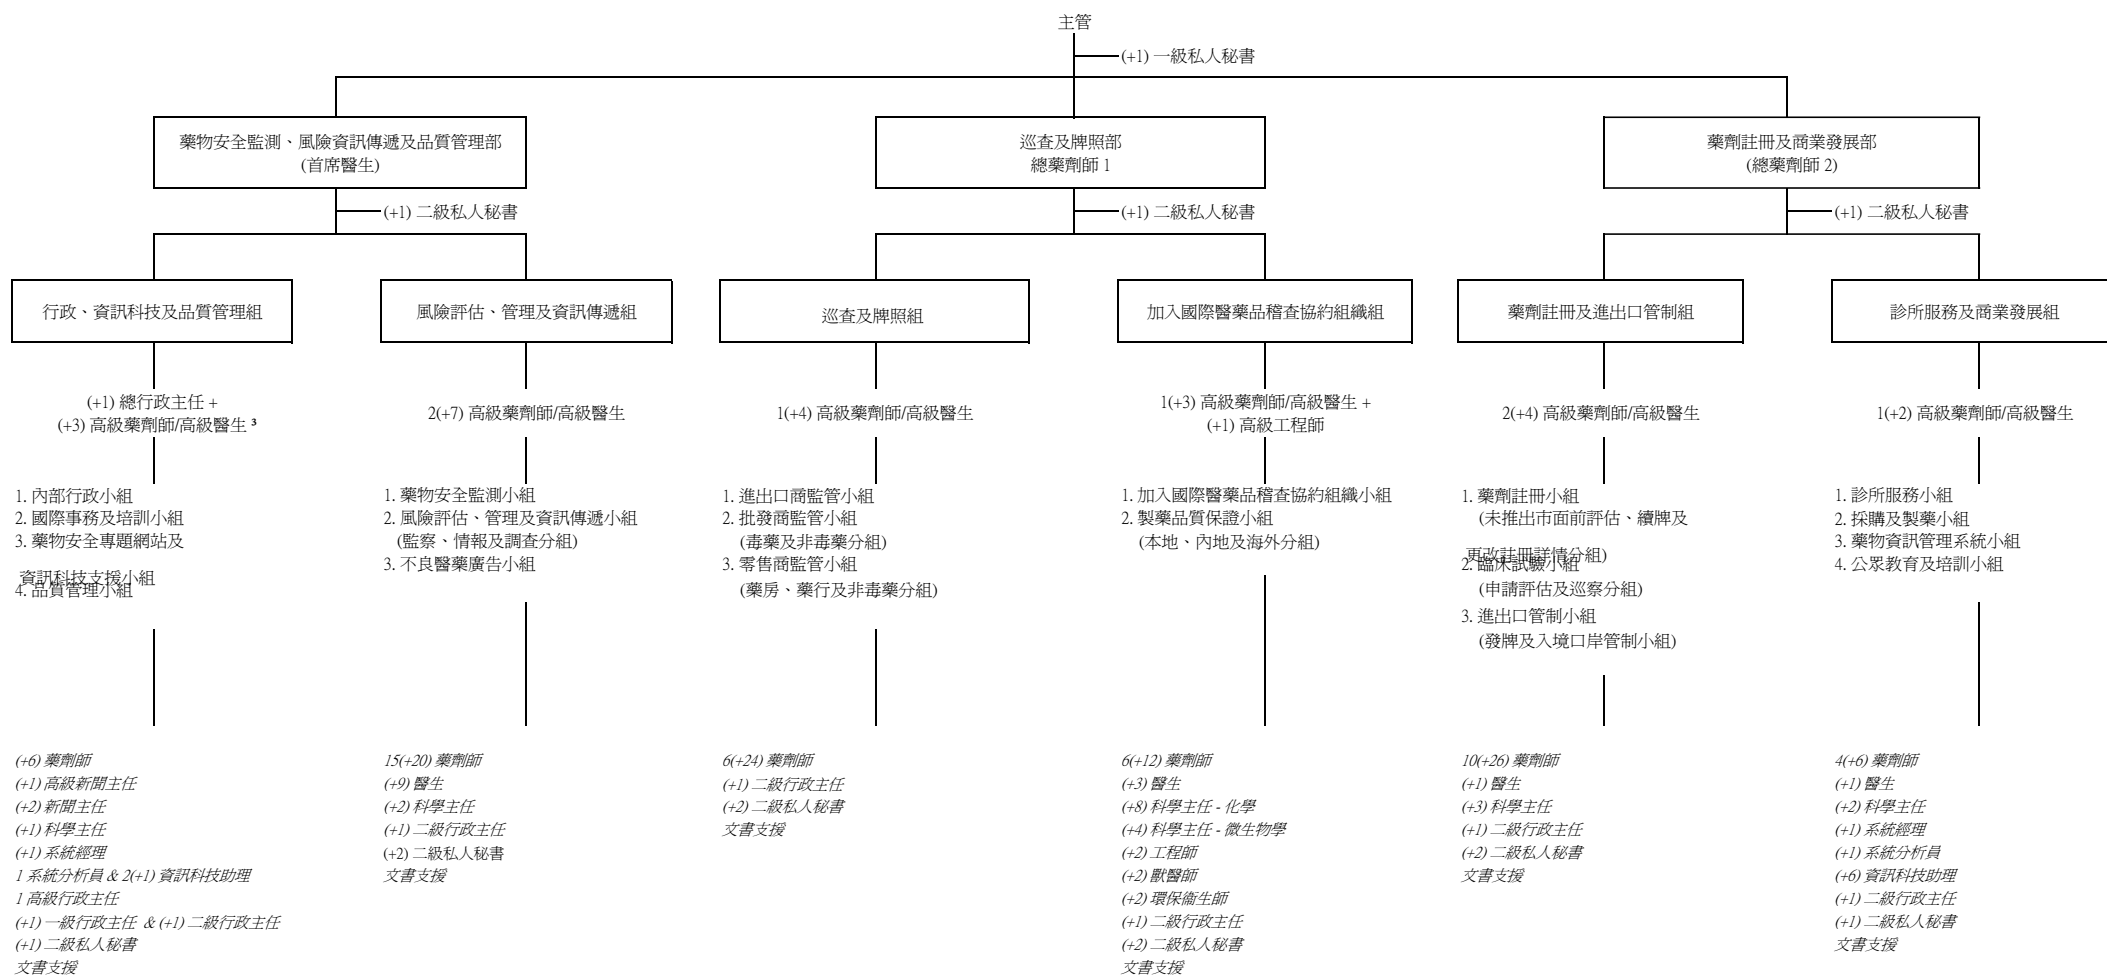 主管
(+1) 一級私人秘書
藥物安全監測、風險資訊傳遞及品質管理部
(首席醫生)
(+1) 二級私人秘書
巡查及牌照部
總藥劑師 1
(+1) 二級私人秘書
藥劑註冊及商業發展部
(總藥劑師 2)
(+1) 二級私人秘書
行政、資訊科技及品質管理組
(+1) 總行政主任 +
(+3) 高級藥劑師/高級醫生 ³
1. 內部行政小組
2. 國際事務及培訓小組
3. 藥物安全專題網站及
資訊科技支援小組
4. 品質管理小組
(+6) 藥劑師
(+1) 高級新聞主任
(+2) 新聞主任
(+1) 科學主任
(+1) 系統經理
1 系統分析員 & 2(+1) 資訊科技助理
1 高級行政主任
(+1) 一級行政主任 & (+1) 二級行政主任
(+1) 二級私人秘書
文書支援
風險評估、管理及資訊傳遞組
2(+7) 高級藥劑師/高級醫生
1. 藥物安全監測小組
2. 風險評估、管理及資訊傳遞小組
(監察、情報及調查分組)
3. 不良醫藥廣告小組
15(+20) 藥劑師
(+9) 醫生
(+2) 科學主任
(+1) 二級行政主任
(+2) 二級私人秘書
文書支援
巡查及牌照組
1(+4) 高級藥劑師/高級醫生
1. 進出口商監管小組
2. 批發商監管小組
(毒藥及非毒藥分組)
3. 零售商監管小組
(藥房、藥行及非毒藥分組)
6(+24) 藥劑師
(+1) 二級行政主任
(+2) 二級私人秘書
文書支援
加入國際醫藥品稽查協約組織組
1(+3) 高級藥劑師/高級醫生 +
(+1) 高級工程師
1. 加入國際醫藥品稽查協約組織小組
2. 製藥品質保證小組
(本地、內地及海外分組)
6(+12) 藥劑師
(+3) 醫生
(+8) 科學主任 - 化學
(+4) 科學主任 - 微生物學
(+2) 工程師
(+2) 獸醫師
(+2) 環保衞生師
(+1) 二級行政主任
(+2) 二級私人秘書
文書支援
藥劑註冊及進出口管制組
2(+4) 高級藥劑師/高級醫生
1. 藥劑註冊小組
(未推出市面前評估、續牌及
更改註冊詳情分組)
2. 臨床試驗小組
(申請評估及巡察分組)
3. 進出口管制小組
(發牌及入境口岸管制小組)
10(+26) 藥劑師
(+1) 醫生
(+3) 科學主任
(+1) 二級行政主任
(+2) 二級私人秘書
文書支援
診所服務及商業發展組
1(+2) 高級藥劑師/高級醫生
1. 診所服務小組
2. 採購及製藥小組
3. 藥物資訊管理系統小組
4. 公眾教育及培訓小組
4(+6) 藥劑師
(+1) 醫生
(+2) 科學主任
(+1) 系統經理
(+1) 系統分析員
(+6) 資訊科技助理
(+1) 二級行政主任
(+1) 二級私人秘書
文書支援